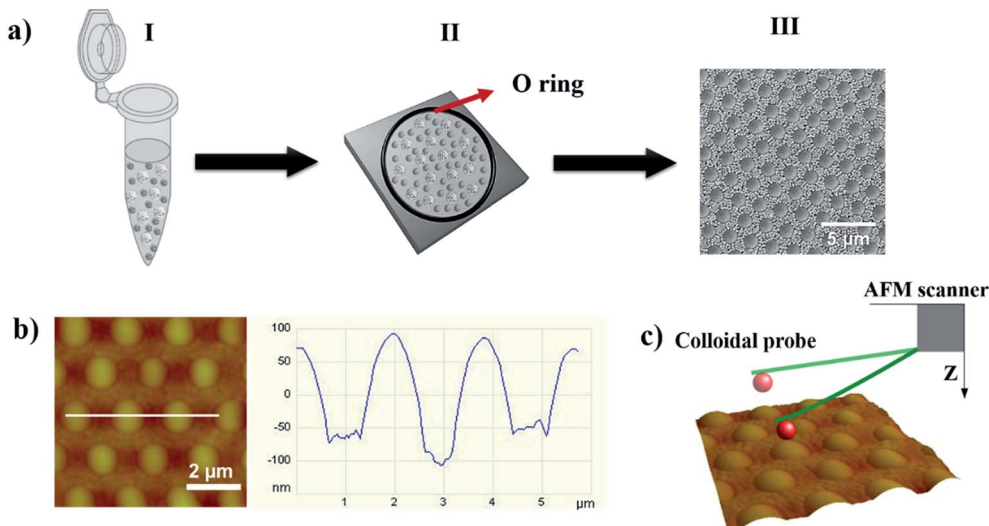 a)
I
II
III
O ring
5 μm
b)
2 μm
100
50
0
-50
-100
nm
1
2
3
4
5
μm
c)
AFM scanner
Colloidal probe
Z